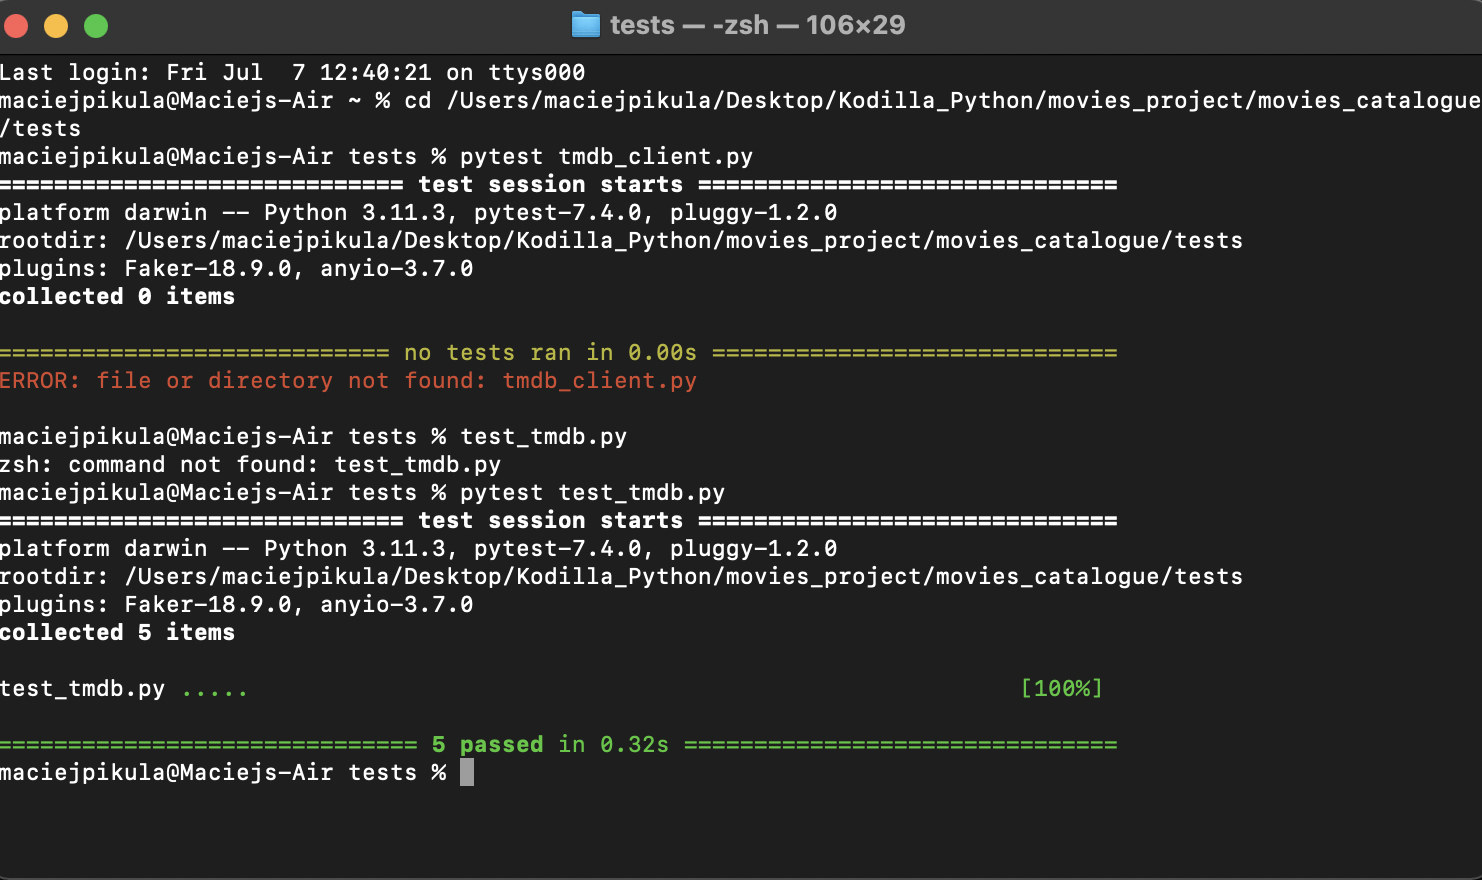 tests — -zsh — 106×29
Last login: Fri Jul  7 12:40:21 on ttys000
maciejpikula@Maciejs-Air ~ % cd /Users/maciejpikula/Desktop/Kodilla_Python/movies_project/movies_catalogue
/tests
maciejpikula@Maciejs-Air tests % pytest tmdb_client.py
============================= test session starts ==============================
platform darwin -- Python 3.11.3, pytest-7.4.0, pluggy-1.2.0
rootdir: /Users/maciejpikula/Desktop/Kodilla_Python/movies_project/movies_catalogue/tests
plugins: Faker-18.9.0, anyio-3.7.0
collected 0 items
============================ no tests ran in 0.00s =============================
ERROR: file or directory not found: tmdb_client.py
maciejpikula@Maciejs-Air tests % test_tmdb.py
zsh: command not found: test_tmdb.py
maciejpikula@Maciejs-Air tests % pytest test_tmdb.py
============================= test session starts ==============================
platform darwin -- Python 3.11.3, pytest-7.4.0, pluggy-1.2.0
rootdir: /Users/maciejpikula/Desktop/Kodilla_Python/movies_project/movies_catalogue/tests
plugins: Faker-18.9.0, anyio-3.7.0
collected 5 items
test_tmdb.py ..... [100%]
============================== 5 passed in 0.32s ===============================
maciejpikula@Maciejs-Air tests %